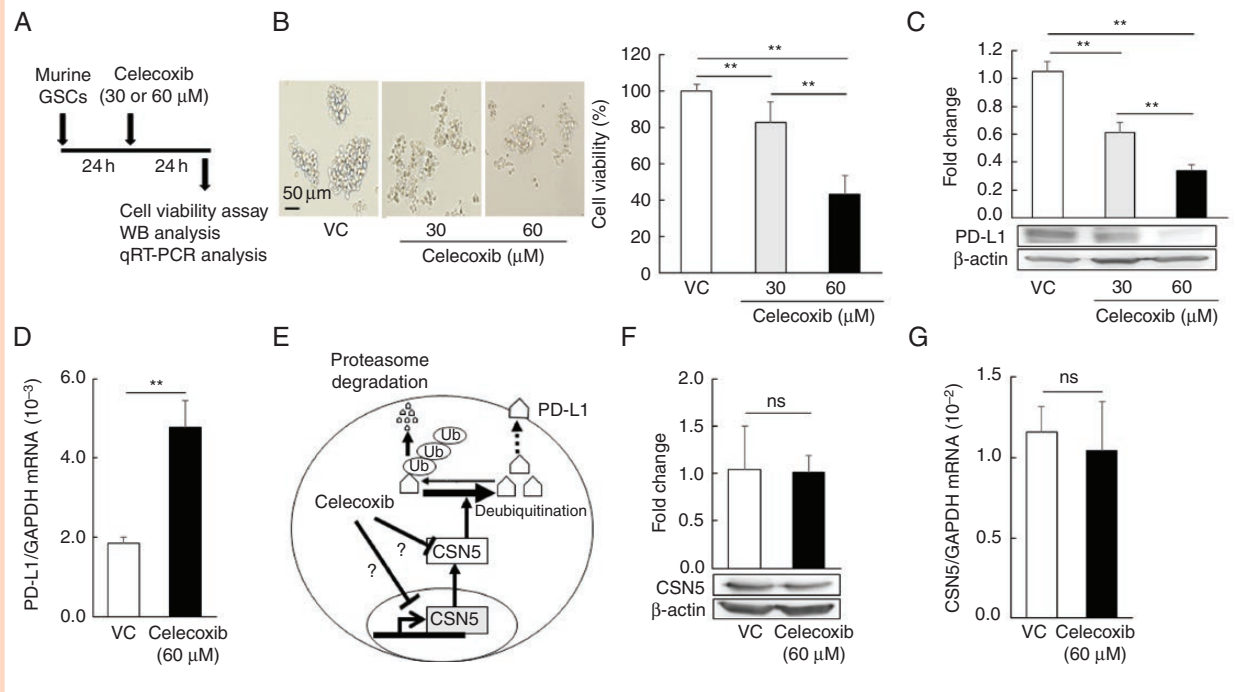 A
Murine
GSCs
Celecoxib
(30 or 60 μM)
24 h
24 h
Cell viability assay
WB analysis
qRT-PCR analysis
B
50 μm
VC
30
60
Celecoxib (μM)
Cell viability (%)
120
100
80
60
40
20
0
**
**
**
VC
30
60
Celecoxib (μM)
C
Fold change
1.2
1.0
0.8
0.6
0.4
0.2
0.0
**
**
**
PD-L1
β-actin
VC
30
60
Celecoxib (μM)
D
PD-L1/GAPDH mRNA (10⁻³)
6.0
4.0
2.0
0.0
**
VC
Celecoxib
(60 μM)
E
Proteasome
degradation
PD-L1
Ub
Ub
Ub
Celecoxib
Deubiquitination
?
?
CSN5
CSN5
F
Fold change
2.0
1.5
1.0
0.5
0.0
ns
CSN5
β-actin
VC
Celecoxib
(60 μM)
G
CSN5/GAPDH mRNA (10⁻²)
1.5
1.0
0.5
0.0
ns
VC
Celecoxib
(60 μM)